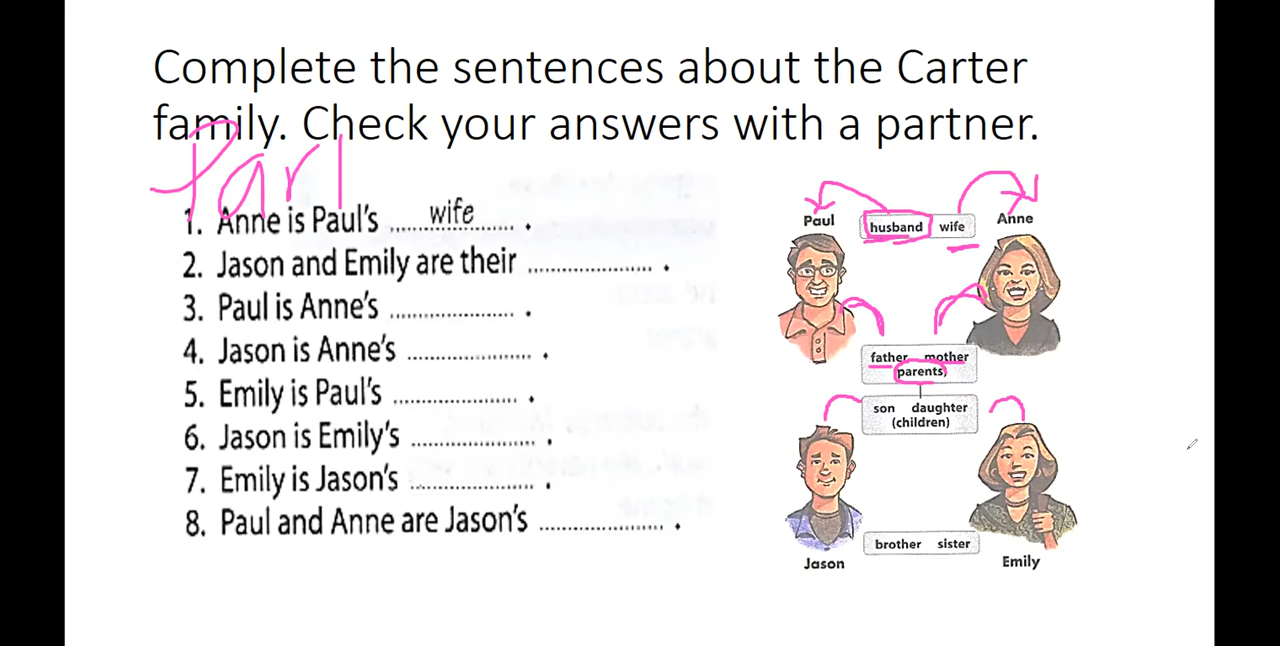 Complete the sentences about the Carter
family. Check your answers with a partner.
Parl
1. Anne is Paul's ...wife... .
2. Jason and Emily are their .................... .
3. Paul is Anne's .................... .
4. Jason is Anne's .................... .
5. Emily is Paul's .................... .
6. Jason is Emily's .................... .
7. Emily is Jason's .................... .
8. Paul and Anne are Jason's .................... .
Paul husband wife Anne
father mother
parents)
son daughter
(children)
brother sister
Jason Emily